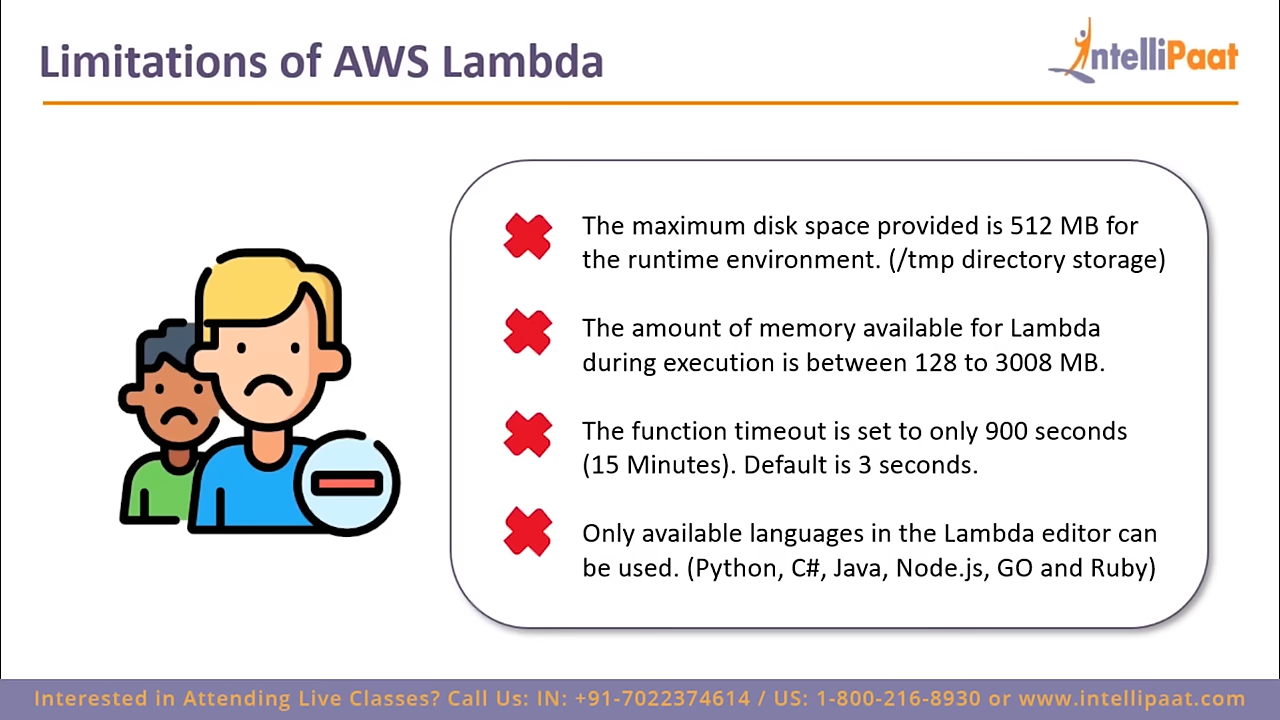 Limitations of AWS Lambda
IntelliPaat
The maximum disk space provided is 512 MB for
the runtime environment. (/tmp directory storage)
The amount of memory available for Lambda
during execution is between 128 to 3008 MB.
The function timeout is set to only 900 seconds
(15 Minutes). Default is 3 seconds.
Only available languages in the Lambda editor can
be used. (Python, C#, Java, Node.js, GO and Ruby)
Interested in Attending Live Classes? Call Us: IN: +91-7022374614 / US: 1-800-216-8930 or www.intellipaat.com